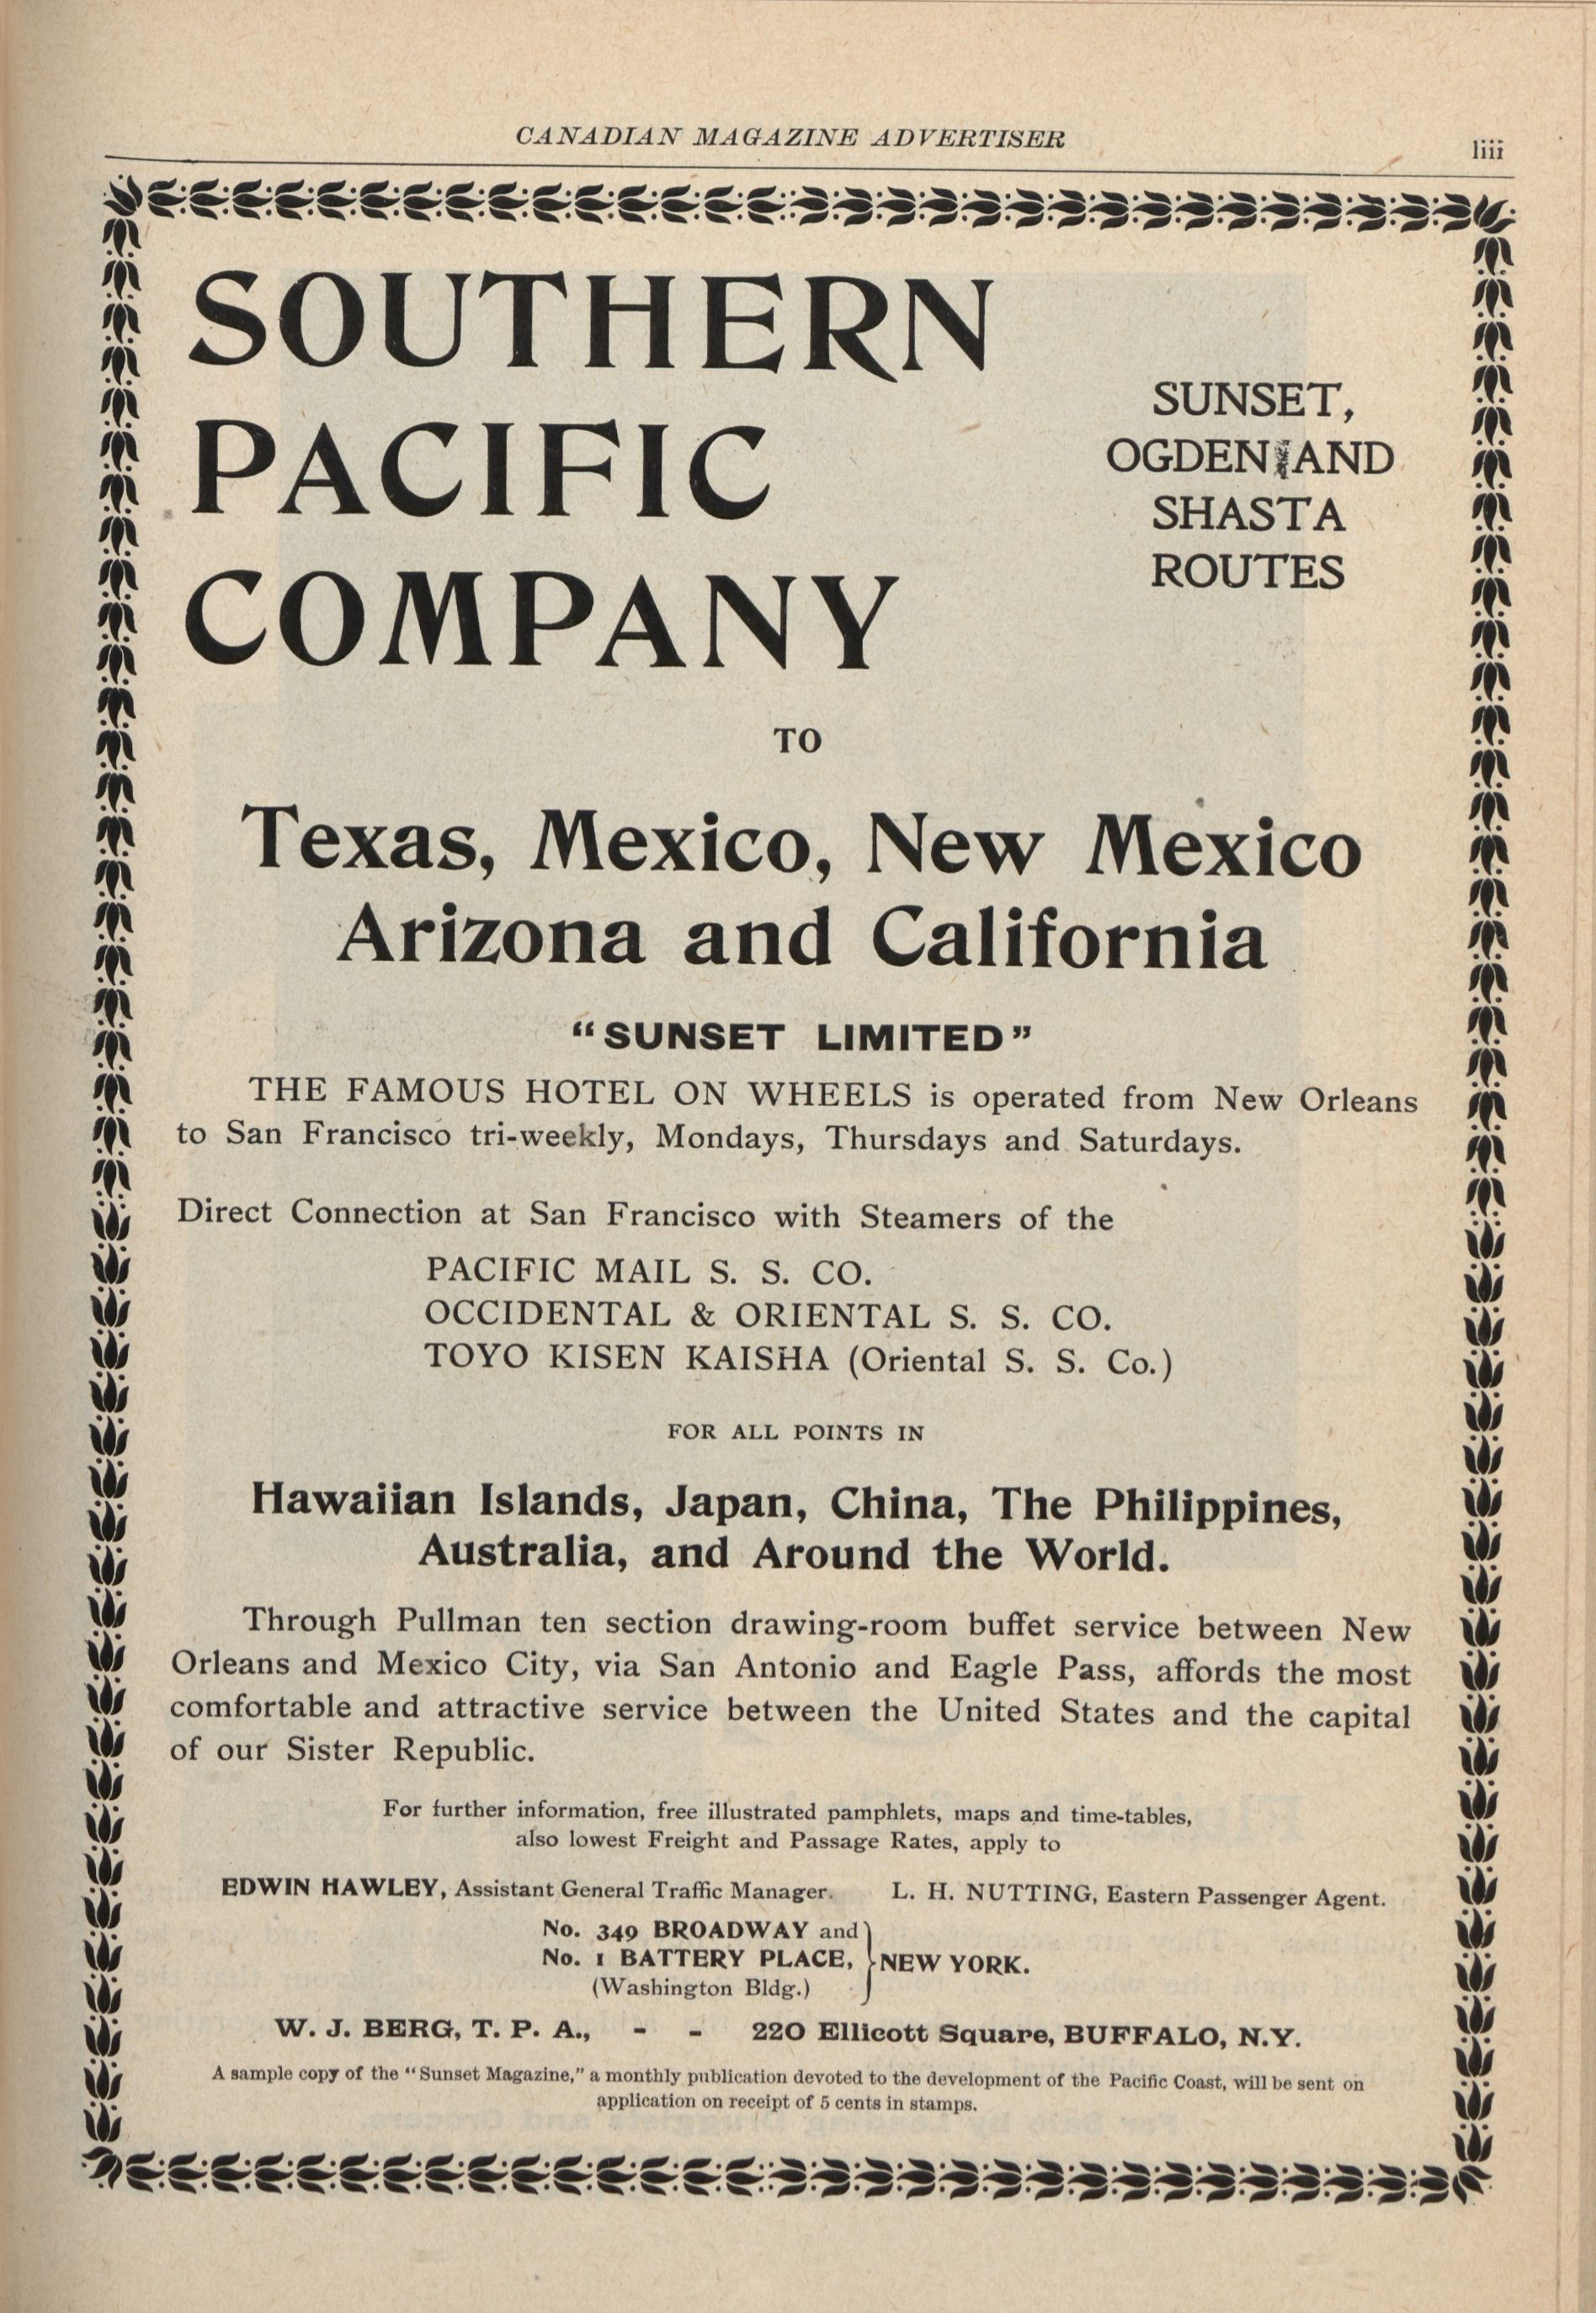 CANADIAN MAGAZINE ADVERTISER
liii
SOUTHERN
PACIFIC
COMPANY
SUNSET,
OGDEN AND
SHASTA
ROUTES
TO
Texas, Mexico, New Mexico
Arizona and California
“SUNSET LIMITED”
THE FAMOUS HOTEL ON WHEELS is operated from New Orleans
to San Francisco tri-weekly, Mondays, Thursdays and Saturdays.
Direct Connection at San Francisco with Steamers of the
PACIFIC MAIL S. S. CO.
OCCIDENTAL & ORIENTAL S. S. CO.
TOYO KISEN KAISHA (Oriental S. S. Co.)
FOR ALL POINTS IN
Hawaiian Islands, Japan, China, The Philippines,
Australia, and Around the World.
Through Pullman ten section drawing-room buffet service between New
Orleans and Mexico City, via San Antonio and Eagle Pass, affords the most
comfortable and attractive service between the United States and the capital
of our Sister Republic.
For further information, free illustrated pamphlets, maps and time-tables,
also lowest Freight and Passage Rates, apply to
EDWIN HAWLEY, Assistant General Traffic Manager. L. H. NUTTING, Eastern Passenger Agent.
No. 349 BROADWAY and
No. 1 BATTERY PLACE, } NEW YORK.
(Washington Bldg.)
W. J. BERG, T. P. A., - - 220 Ellicott Square, BUFFALO, N.Y.
A sample copy of the “Sunset Magazine,” a monthly publication devoted to the development of the Pacific Coast, will be sent on
application on receipt of 5 cents in stamps.